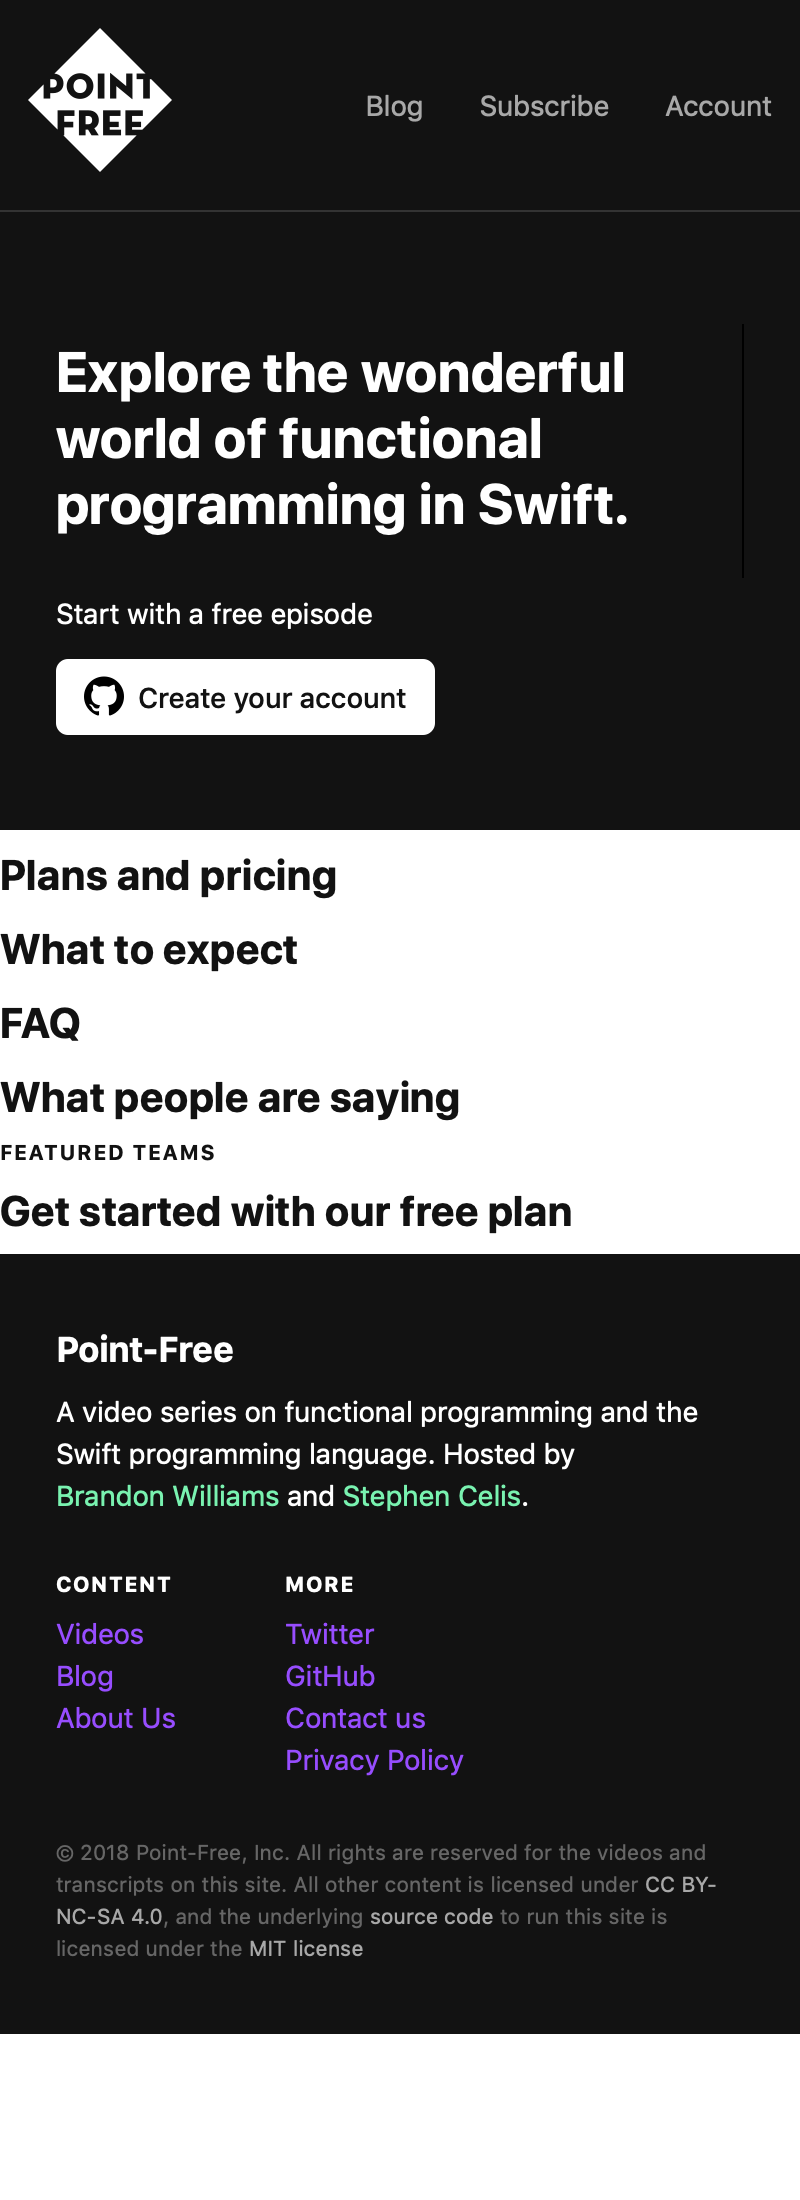 POINT
FREE
Blog Subscribe Account
Explore the wonderful
world of functional
programming in Swift.
Start with a free episode
Create your account
Plans and pricing
What to expect
FAQ
What people are saying
FEATURED TEAMS
Get started with our free plan
Point-Free
A video series on functional programming and the
Swift programming language. Hosted by
Brandon Williams and Stephen Celis.
CONTENT
Videos
Blog
About Us
MORE
Twitter
GitHub
Contact us
Privacy Policy
© 2018 Point-Free, Inc. All rights are reserved for the videos and
transcripts on this site. All other content is licensed under CC BY-
NC-SA 4.0, and the underlying source code to run this site is
licensed under the MIT license